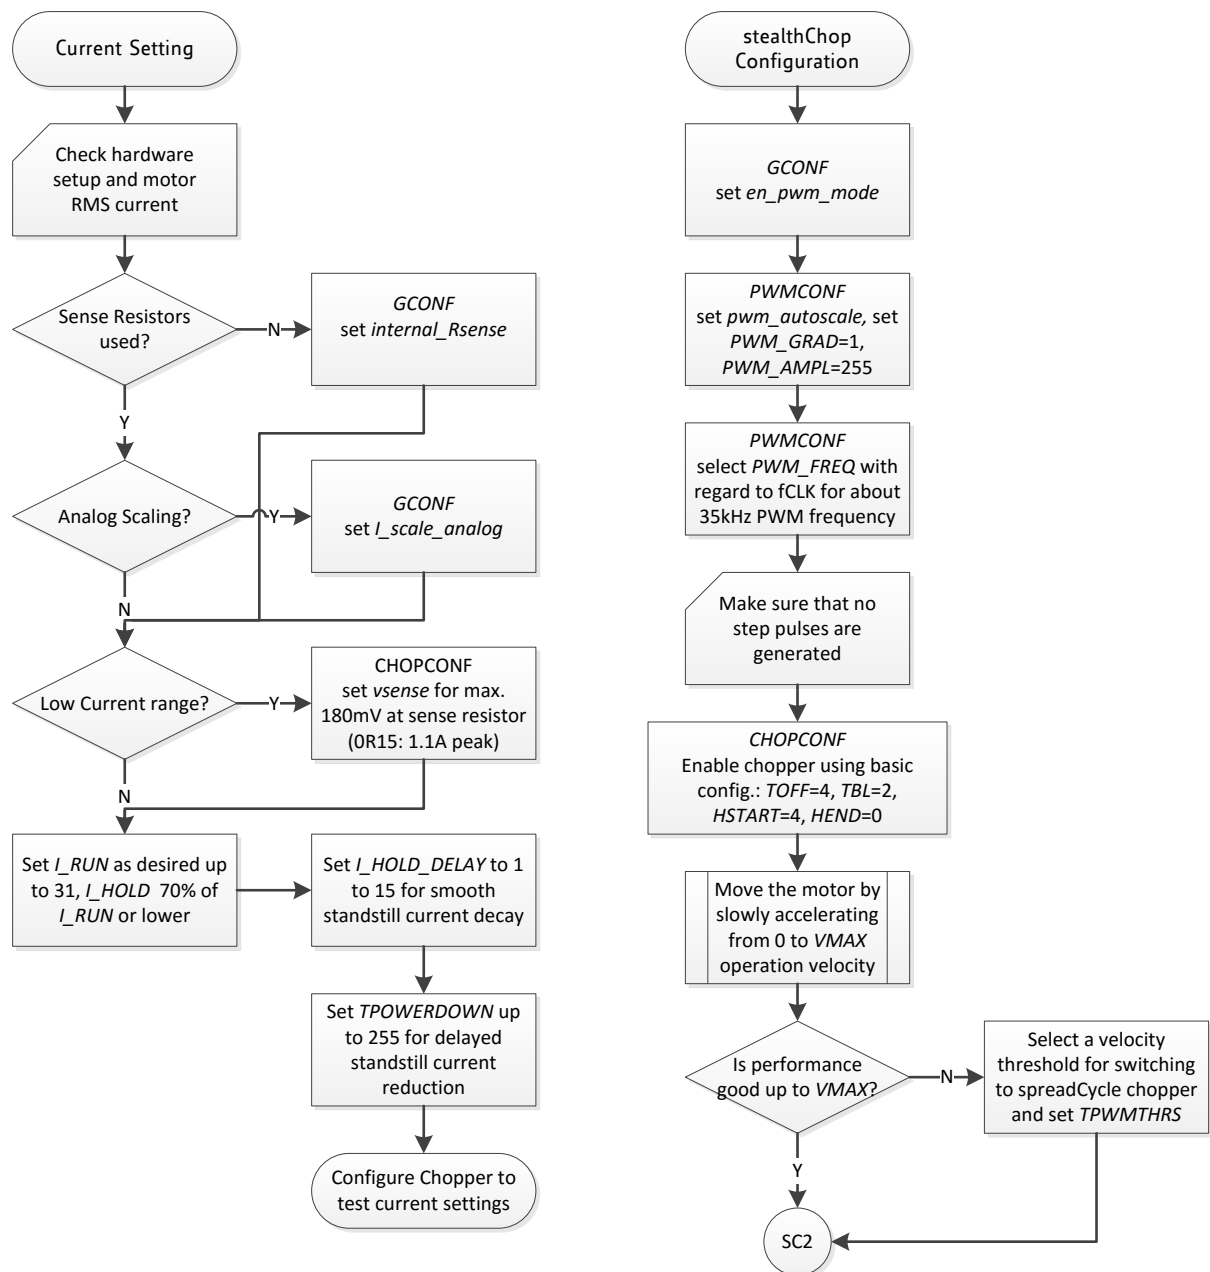 Current Setting
Check hardware
setup and motor
RMS current
Sense Resistors
used?
N
GCONF
set internal_Rsense
Y
Analog Scaling?
Y
GCONF
set I_scale_analog
N
Low Current range?
Y
CHOPCONF
set vsense for max.
180mV at sense resistor
(0R15: 1.1A peak)
N
Set I_RUN as desired up
to 31, I_HOLD 70% of
I_RUN or lower
Set I_HOLD_DELAY to 1
to 15 for smooth
standstill current decay
Set TPOWERDOWN up
to 255 for delayed
standstill current
reduction
Configure Chopper to
test current settings
stealthChop
Configuration
GCONF
set en_pwm_mode
PWMCONF
set pwm_autoscale, set
PWM_GRAD=1,
PWM_AMPL=255
PWMCONF
select PWM_FREQ with
regard to fCLK for about
35kHz PWM frequency
Make sure that no
step pulses are
generated
CHOPCONF
Enable chopper using basic
config.: TOFF=4, TBL=2,
HSTART=4, HEND=0
Move the motor by
slowly accelerating
from 0 to VMAX
operation velocity
Is performance
good up to VMAX?
N
Select a velocity
threshold for switching
to spreadCycle chopper
and set TPWMTHRS
Y
SC2